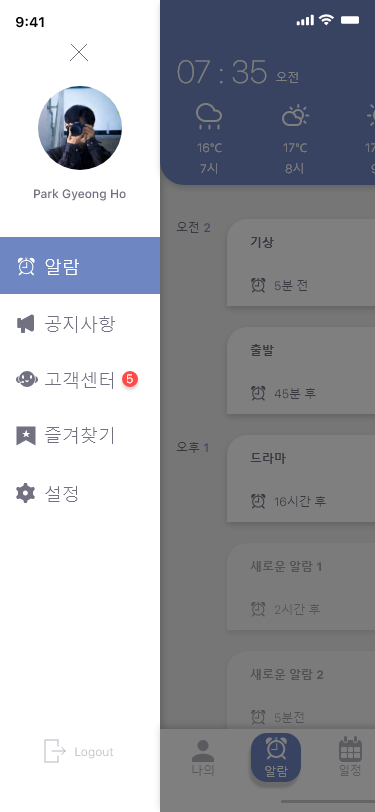 9:41
Park Gyeong Ho
알람
공지사항
고객센터 5
즐겨찾기
설정
Logout
07 : 35 오전
16℃
7시
17℃
8시
오전 2
기상
5분 전
출발
45분 후
오후 1
드라마
16시간 후
새로운 알람 1
2시간 후
새로운 알람 2
5분전
나의
알람
일정